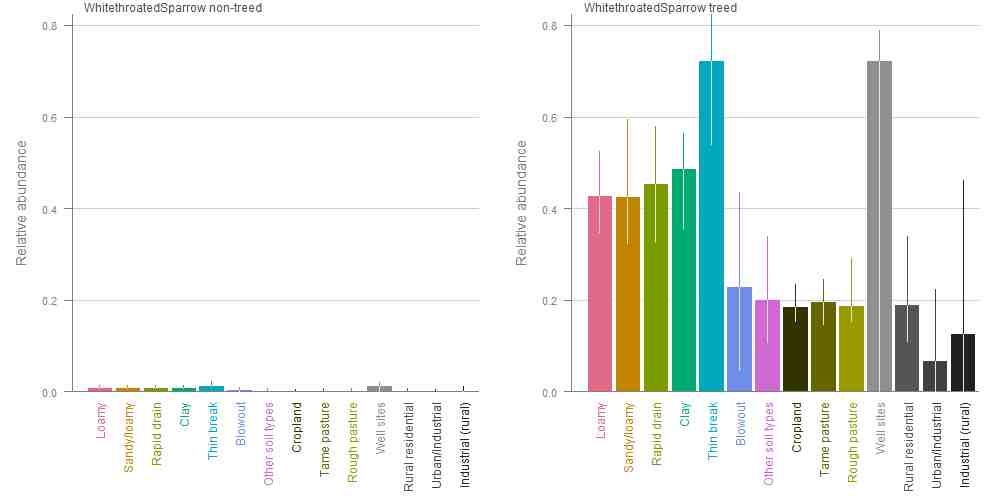 WhitethroatedSparrow non-treed
Relative abundance
0.8
0.6
0.4
0.2
0.0
Loamy
Sandy/loamy
Rapid drain
Clay
Thin break
Blowout
Other soil types
Cropland
Tame pasture
Rough pasture
Well sites
Rural residential
Urban/Industrial
Industrial (rural)
WhitethroatedSparrow treed
Relative abundance
0.8
0.6
0.4
0.2
0.0
Loamy
Sandy/loamy
Rapid drain
Clay
Thin break
Blowout
Other soil types
Cropland
Tame pasture
Rough pasture
Well sites
Rural residential
Urban/Industrial
Industrial (rural)